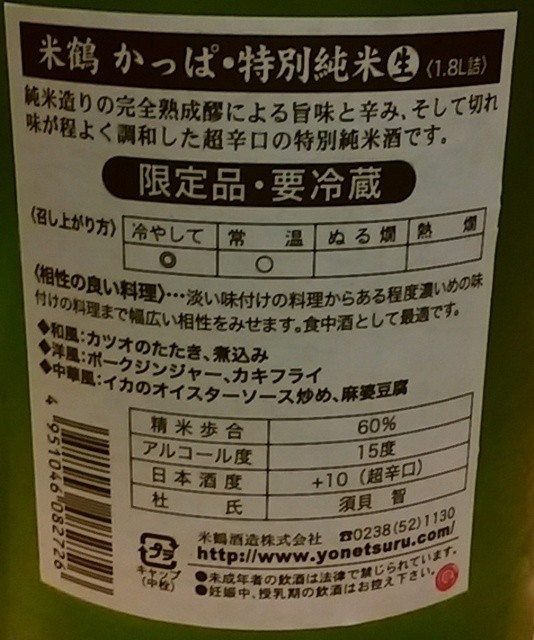 米鶴 かっぱ・特別純米生〈1.8L詰〉
純米造りの完全熟成醪による旨味と辛み、そして切れ
味が程よく調和した超辛口の特別純米酒です。
限定品・要冷蔵
〈召し上がり方〉 冷やして 常温 ぬる燗 熱燗
◎ ○
〈相性の良い料理〉…淡い味付けの料理からある程度濃いめの味
付けの料理まで幅広い相性をみせます。食中酒として最適です。
◆和風:カツオのたたき、煮込み
◆洋風:ポークジンジャー、カキフライ
◆中華風:イカのオイスターソース炒め、麻婆豆腐
精米歩合 60%
アルコール度 15度
日本酒度 +10(超辛口)
杜氏 須貝 智
4 951046 082726
米鶴酒造株式会社 ☎0238(52)1130
http://www.yonetsuru.com/
キャップ
(中栓)
●未成年者の飲酒は法律で禁じられています。
●妊娠中、授乳期の飲酒はお控え下さい。